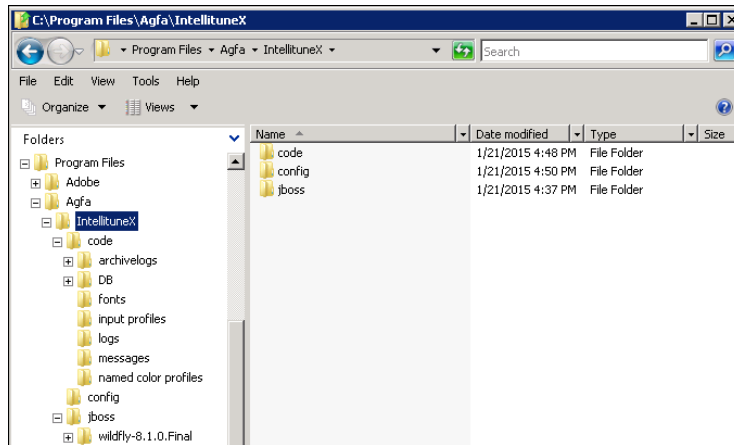 C:\Program Files\Agfa\IntellituneX
Program Files Agfa IntellituneX
Search
File Edit View Tools Help
Organize Views
Folders
Name Date modified Type Size
Program Files
Adobe
Agfa
IntellituneX
code
archivelogs
DB
fonts
input profiles
logs
messages
named color profiles
config
jboss
wildfly-8.1.0.Final
code 1/21/2015 4:48 PM File Folder
config 1/21/2015 4:50 PM File Folder
jboss 1/21/2015 4:37 PM File Folder